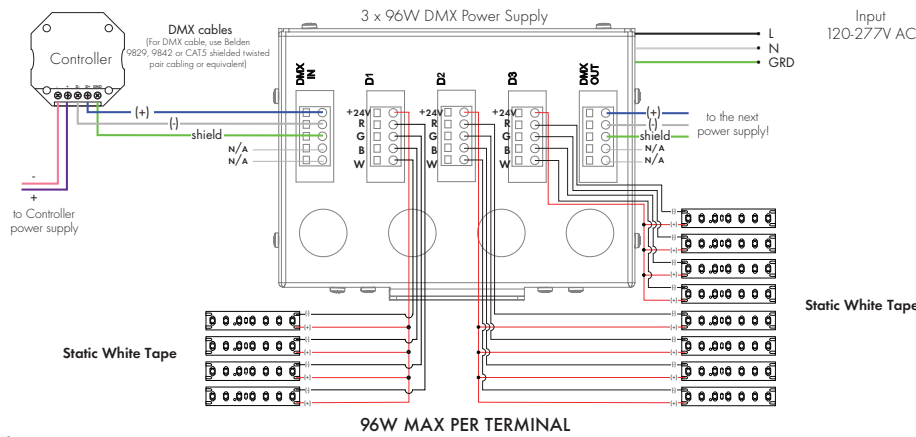 3 x 96W DMX Power Supply
Input
120-277V AC
L
N
GRD
DMX cables
(For DMX cable, use Belden
9829, 9842 or CAT5 shielded twisted
pair cabling or equivalent)
Controller
- + D- D+ GND
DMX
IN
D1
D2
D3
DMX
OUT
(+)
(-)
shield
N/A
N/A
+24V
R
G
B
W
+24V
R
G
B
W
+24V
R
G
B
W
(+)
(-)
shield
N/A
N/A
to the next
power supply!
-
+
to Controller
power supply
(-)
(+)
(-)
(+)
(-)
(+)
(-)
(+)
Static White Tape
(-)
(+)
(-)
(+)
(-)
(+)
(-)
(+)
(-)
(+)
(-)
(+)
(-)
(+)
(-)
(+)
Static White Tape
96W MAX PER TERMINAL